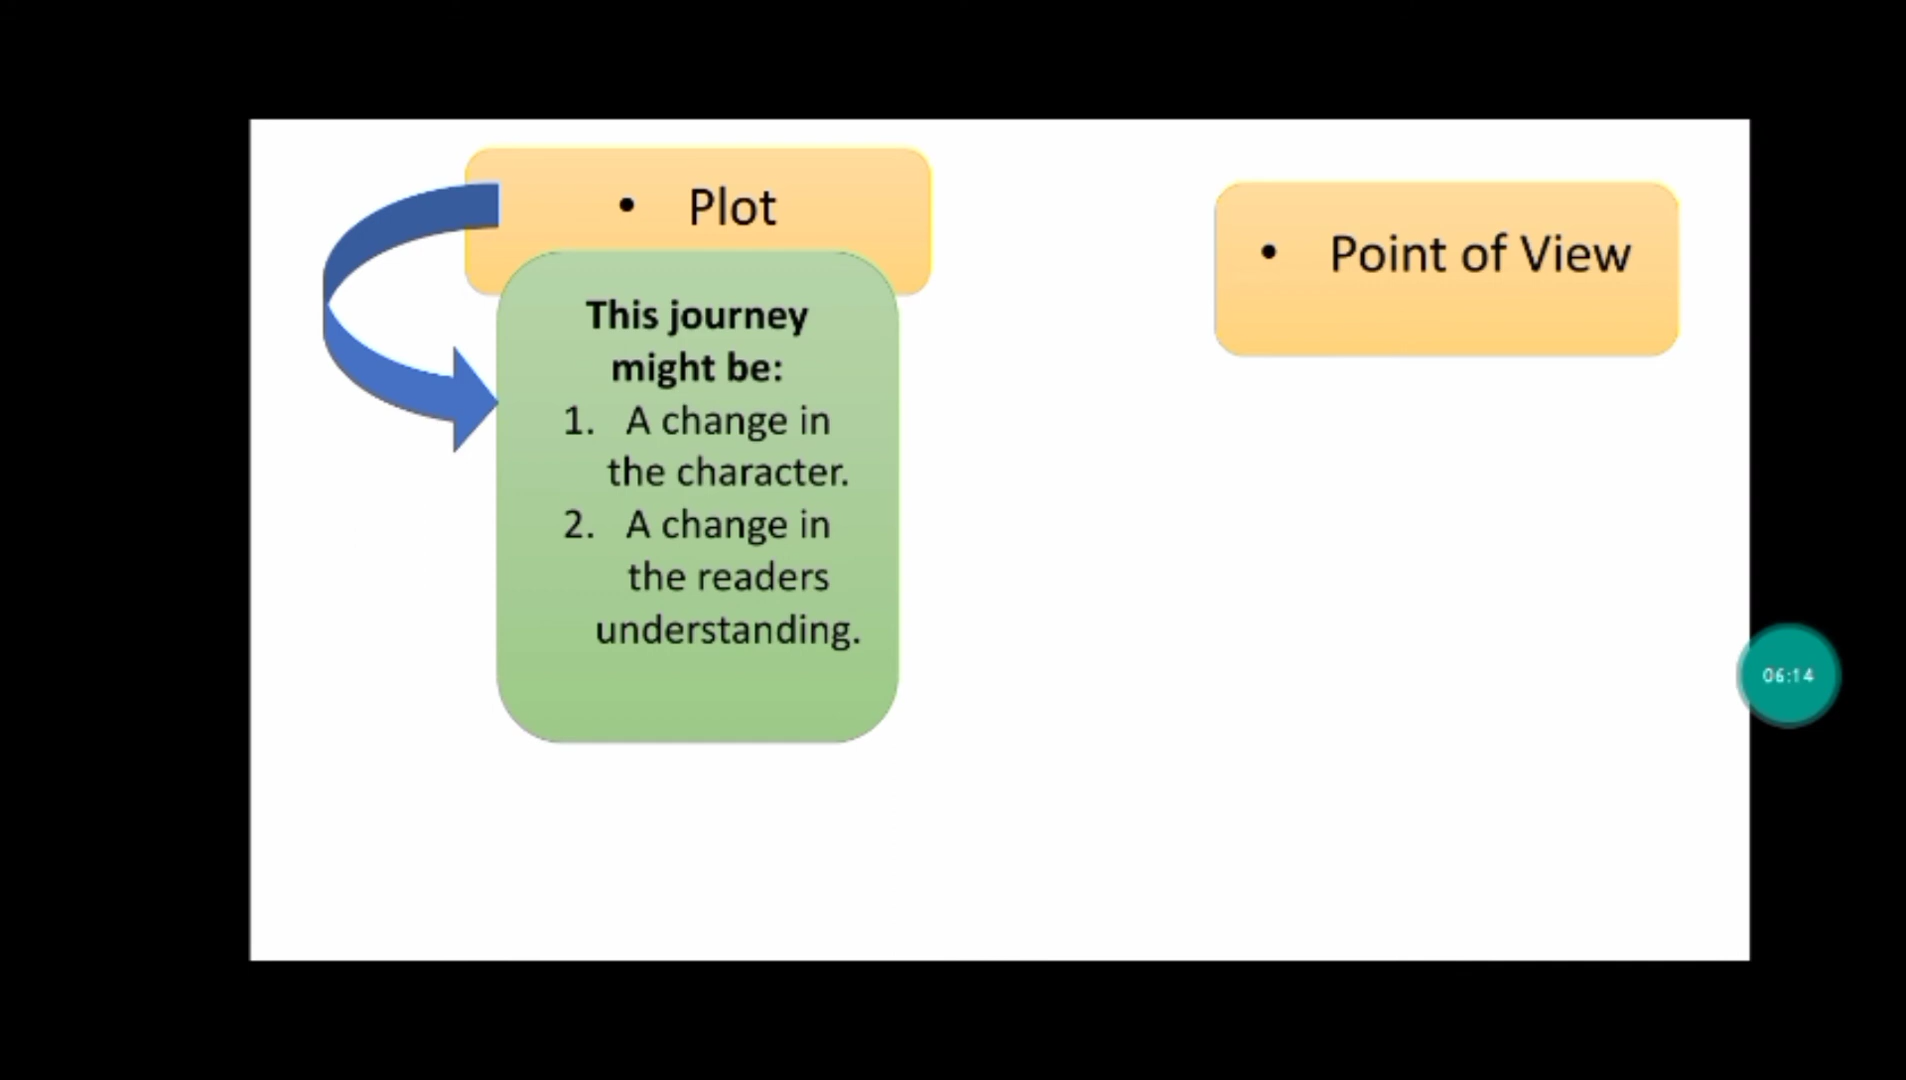 • Plot
This journey
might be:
1. A change in
the character.
2. A change in
the readers
understanding.
• Point of View
06:14